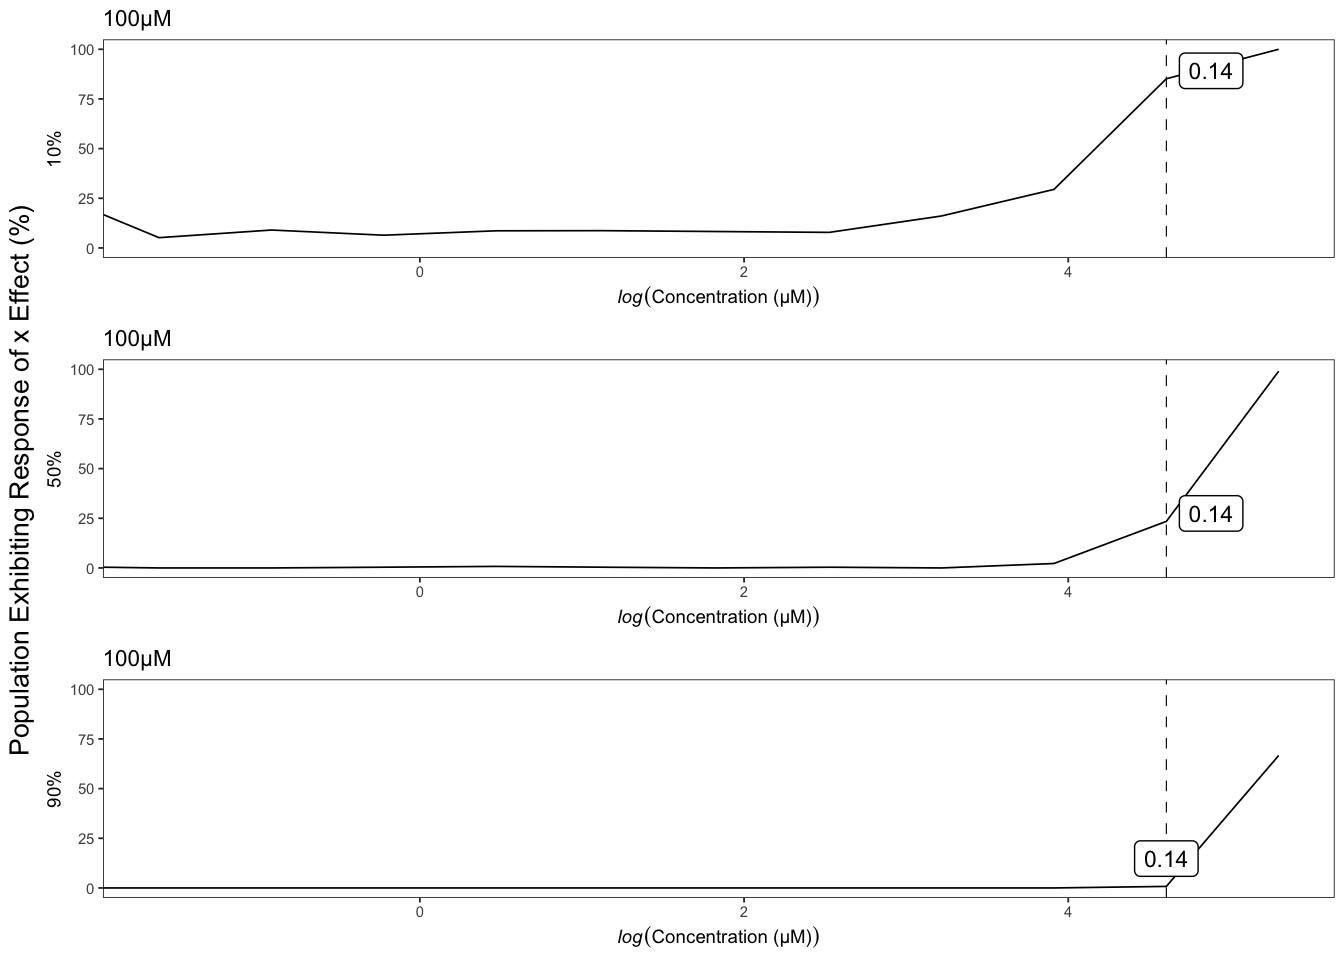 Population Exhibiting Response of x Effect (%)
100µM
10%
100
75
50
25
0
0.14
0 2 4
log(Concentration (µM))
100µM
50%
100
75
50
25
0
0.14
0 2 4
log(Concentration (µM))
100µM
90%
100
75
50
25
0
0.14
0 2 4
log(Concentration (µM))